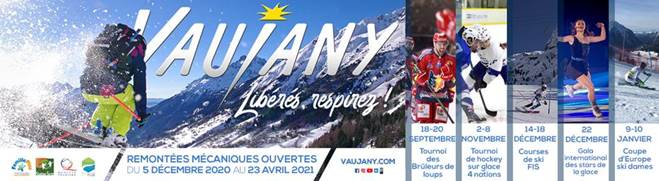 VAUJANY
Libérés, respirez !
REMONTÉES MÉCANIQUES OUVERTES
DU 5 DÉCEMBRE 2020 AU 23 AVRIL 2021
VAUJANY.COM
18-20
SEPTEMBRE
Tournoi
des
Brûleurs de
loups
2-8
NOVEMBRE
Tournoi
de hockey
sur glace
4 nations
14-18
DÉCEMBRE
Courses
de ski
FIS
22
DÉCEMBRE
Gala
international
des stars de
la glace
9-10
JANVIER
Coupe
d'Europe
ski dames